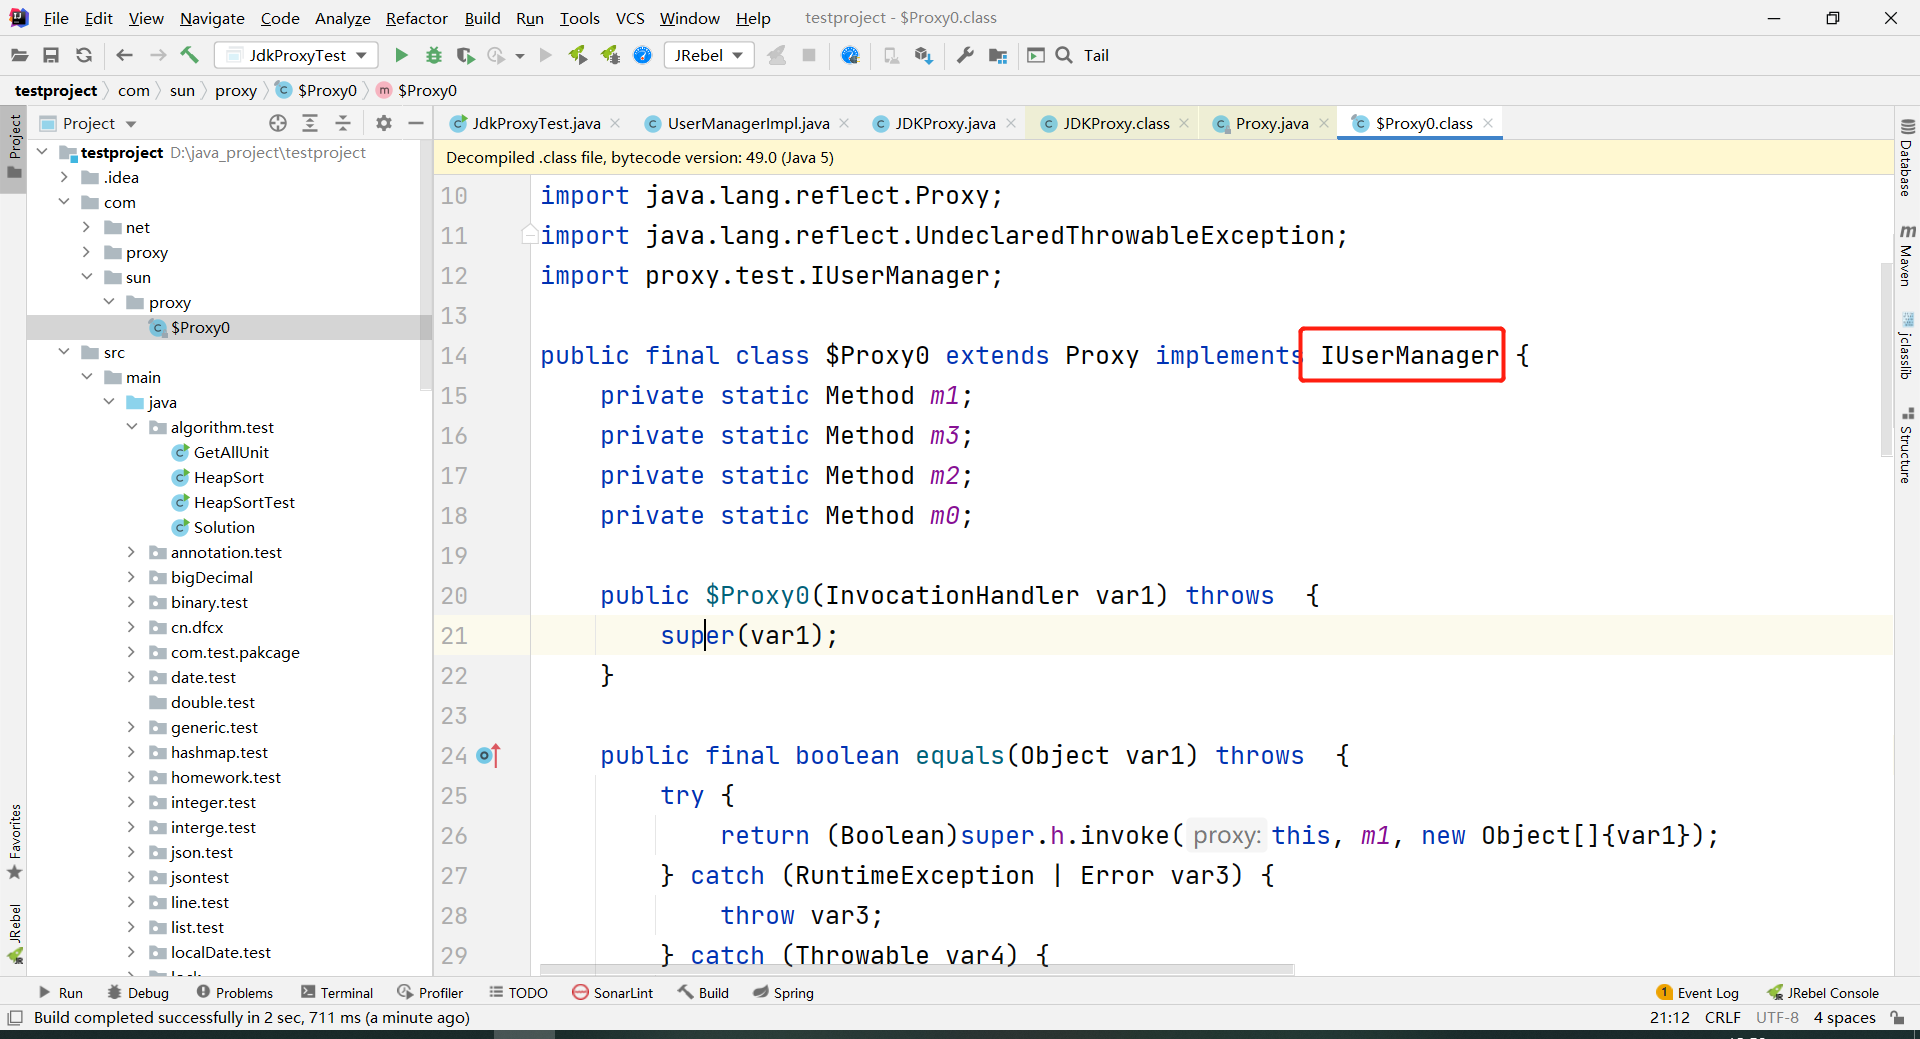 File Edit View Navigate Code Analyze Refactor Build Run Tools VCS Window Help testproject - $Proxy0.class
JdkProxyTest JRebel Tail
testproject com sun proxy $Proxy0 $Proxy0
Project
JdkProxyTest.java UserManagerImpl.java JDKProxy.java JDKProxy.class Proxy.java $Proxy0.class
Decompiled .class file, bytecode version: 49.0 (Java 5)
Project
Favorites
JRebel
testproject D:\java_project\testproject
.idea
com
net
proxy
sun
proxy
$Proxy0
src
main
java
algorithm.test
GetAllUnit
HeapSort
HeapSortTest
Solution
annotation.test
bigDecimal
binary.test
cn.dfcx
com.test.pakcage
date.test
double.test
generic.test
hashmap.test
homework.test
integer.test
interge.test
json.test
jsontest
line.test
list.test
localDate.test
10 import java.lang.reflect.Proxy;
11 import java.lang.reflect.UndeclaredThrowableException;
12 import proxy.test.IUserManager;
13
14 public final class $Proxy0 extends Proxy implements IUserManager {
15 private static Method m1;
16 private static Method m3;
17 private static Method m2;
18 private static Method m0;
19
20 public $Proxy0(InvocationHandler var1) throws {
21 super(var1);
22 }
23
24 public final boolean equals(Object var1) throws {
25 try {
26 return (Boolean)super.h.invoke( proxy: this, m1, new Object[]{var1});
27 } catch (RuntimeException | Error var3) {
28 throw var3;
29 } catch (Throwable var4) {
Database
Maven
jclasslib
Structure
Run Debug Problems Terminal Profiler TODO SonarLint Build Spring 1 Event Log JRebel Console
Build completed successfully in 2 sec, 711 ms (a minute ago) 21:12 CRLF UTF-8 4 spaces